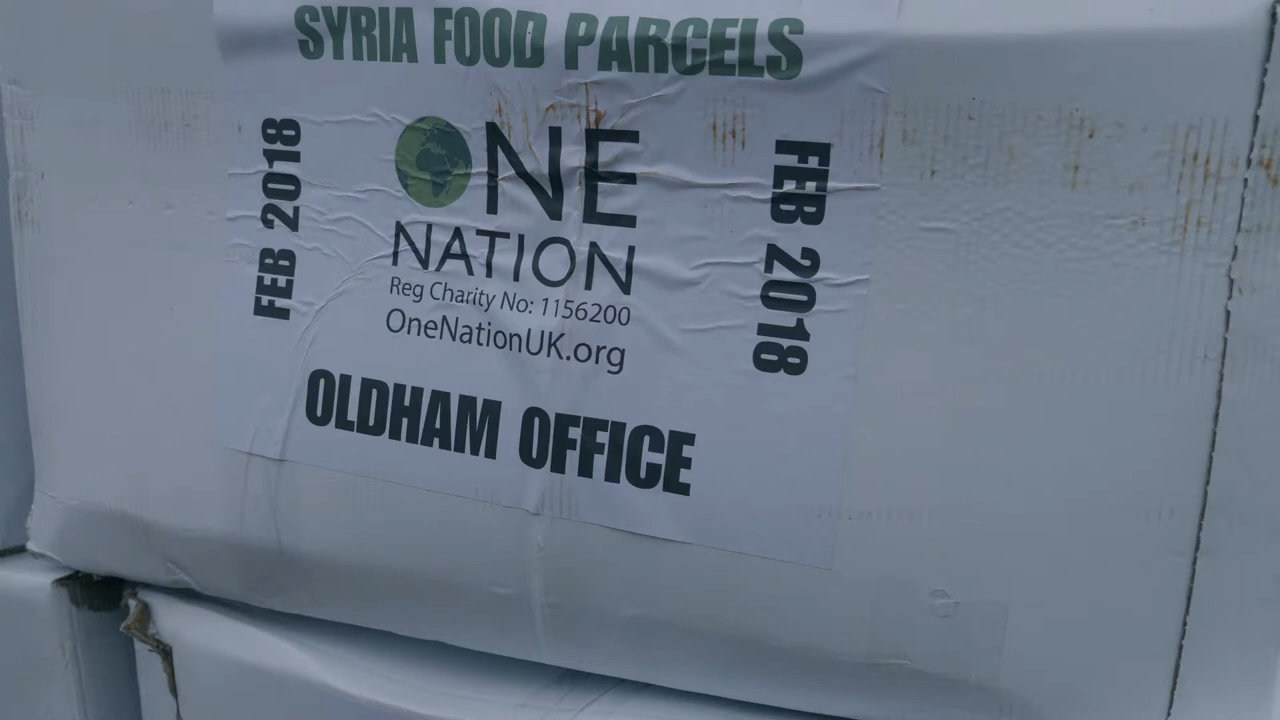 SYRIA FOOD PARCELS
FEB 2018
ONE
NATION
Reg Charity No: 1156200
OneNationUK.org
FEB 2018
OLDHAM OFFICE